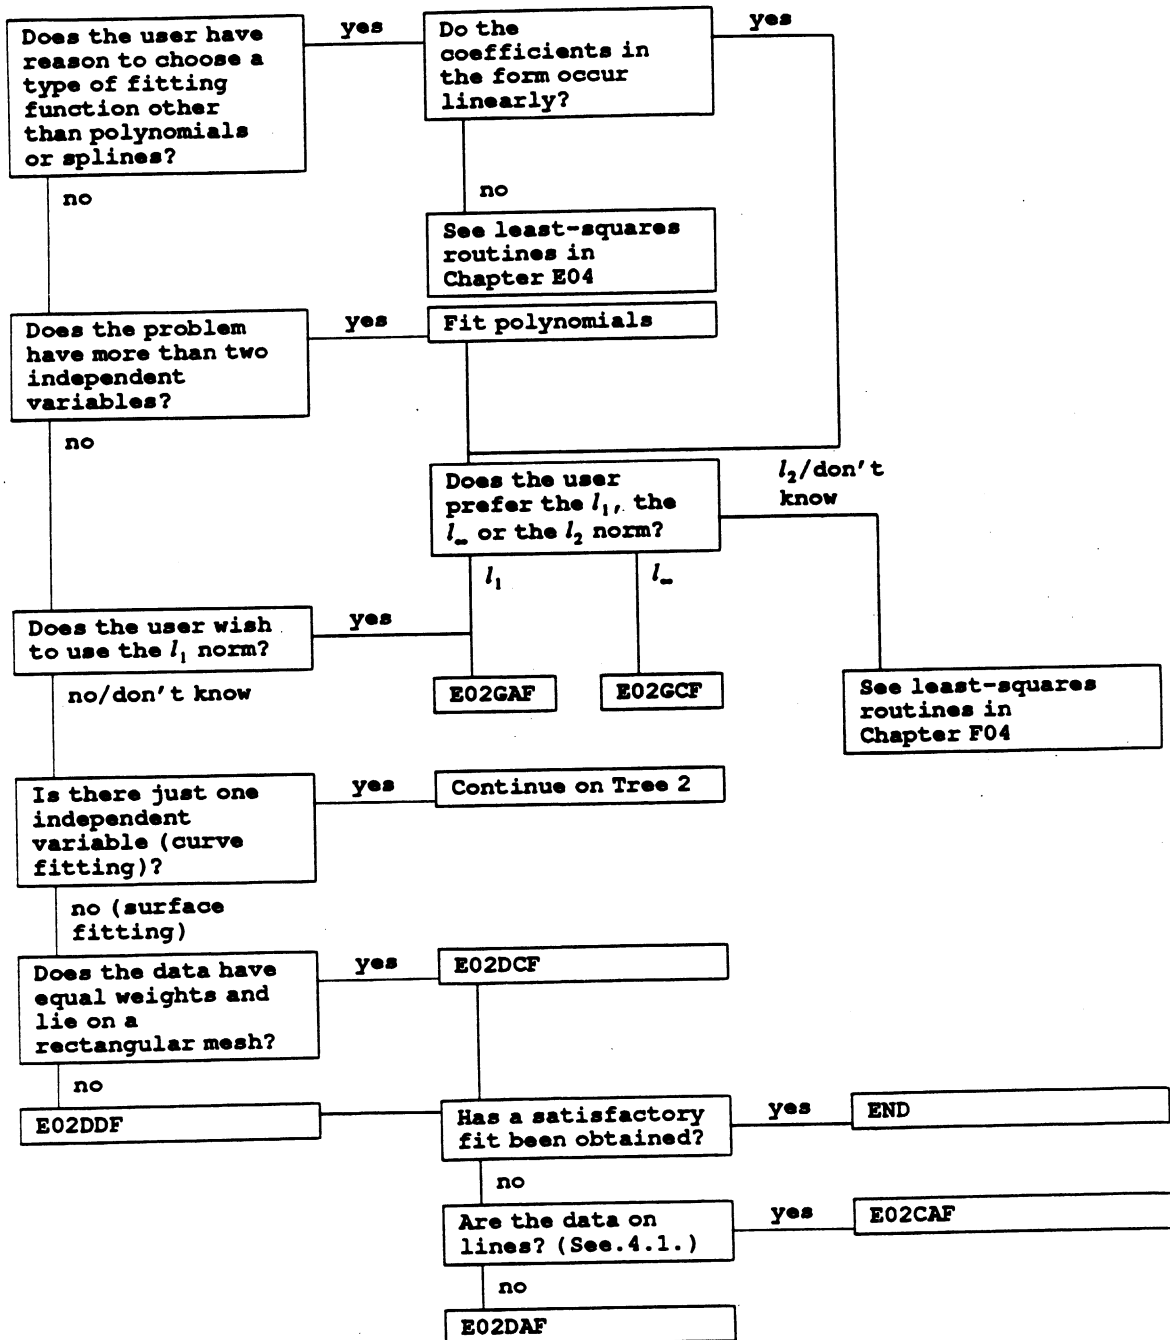 Does the user have
reason to choose a
type of fitting
function other
than polynomials
or splines?
yes
Do the
coefficients in
the form occur
linearly?
yes
no
no
See least-squares
routines in
Chapter E04
Does the problem
have more than two
independent
variables?
yes
Fit polynomials
no
Does the user
prefer the l₁, the
l∞ or the l₂ norm?
l₂/don't
know
l₁
l∞
Does the user wish
to use the l₁ norm?
yes
no/don't know
E02GAF
E02GCF
See least-squares
routines in
Chapter F04
Is there just one
independent
variable (curve
fitting)?
yes
Continue on Tree 2
no (surface
fitting)
Does the data have
equal weights and
lie on a
rectangular mesh?
yes
E02DCF
no
E02DDF
Has a satisfactory
fit been obtained?
yes
END
no
Are the data on
lines? (See.4.1.)
yes
E02CAF
no
E02DAF